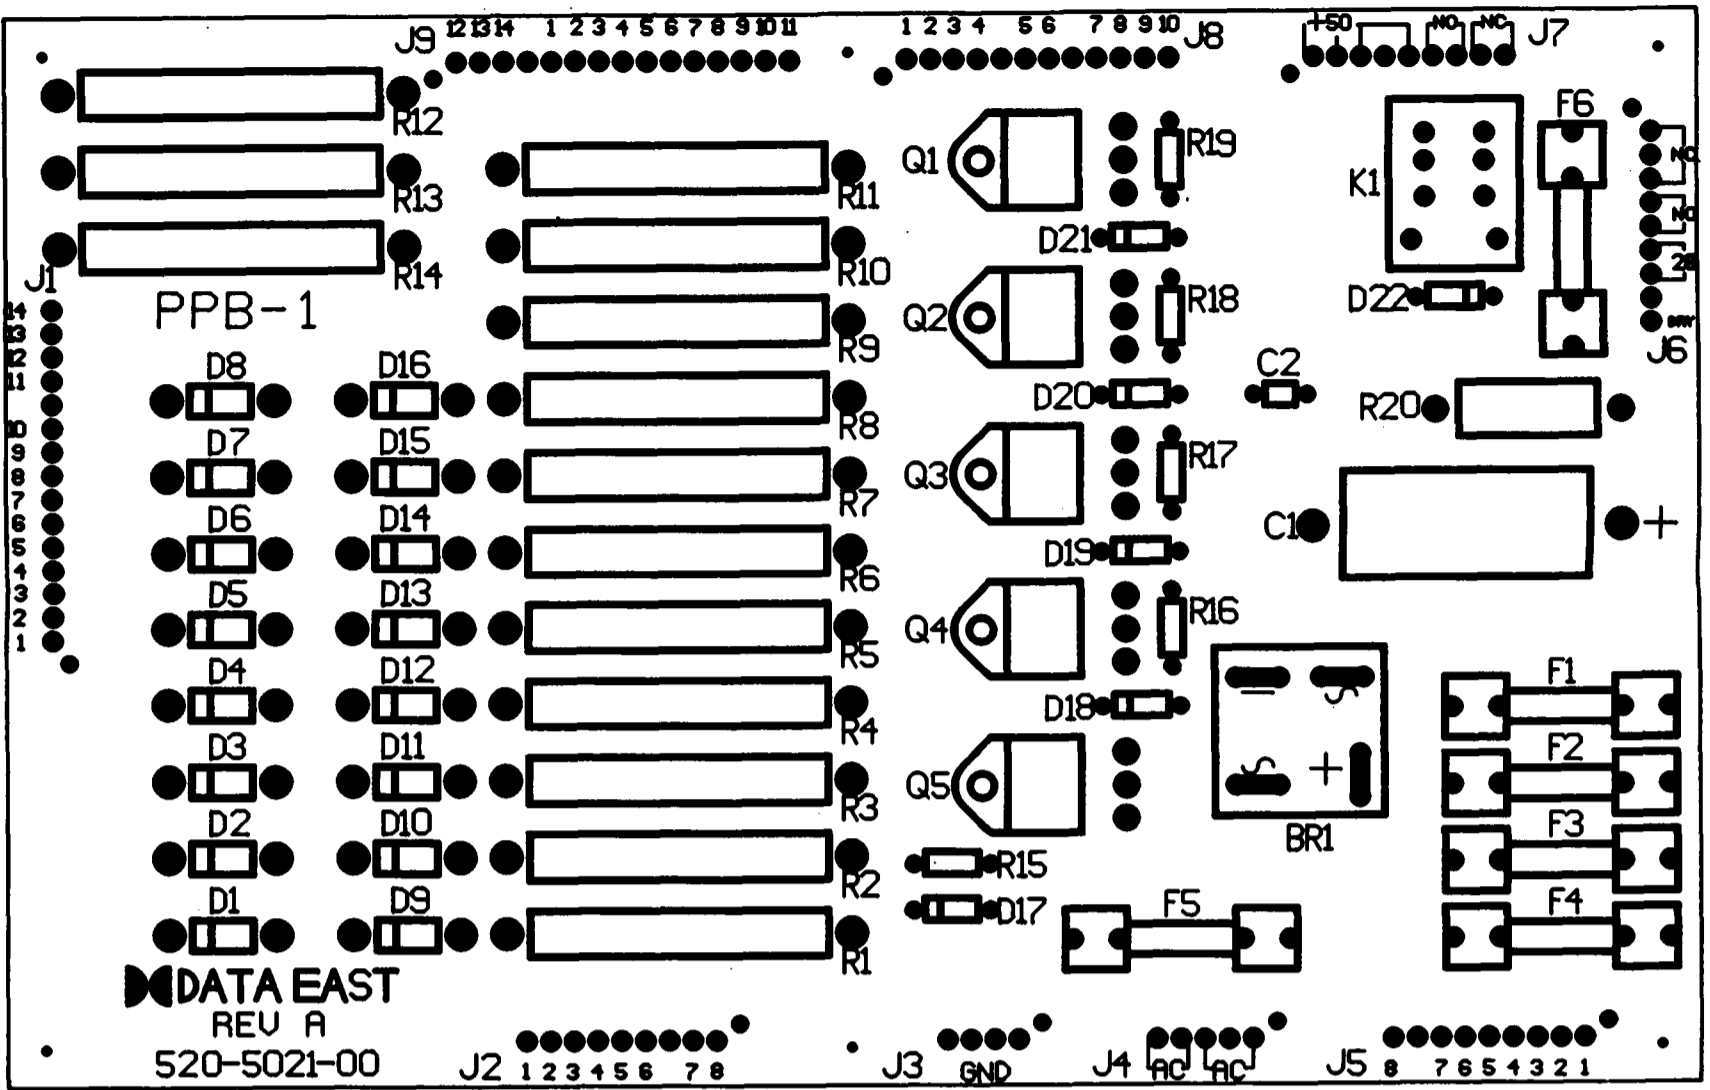 J9
12 13 14 1 2 3 4 5 6 7 8 9 10 11
1 2 3 4 5 6 7 8 9 10
J8
+50
NO
NC
J7
R12
R13
R14
R11
R10
R9
R8
R7
R6
R5
R4
R3
R2
R1
Q1
R19
D21
Q2
R18
D20
Q3
R17
D19
Q4
R16
D18
Q5
R15
D17
K1
F6
D22
NO
NO
J6
C2
R20
C1
+
J1
14
13
12
11
10
9
8
7
6
5
4
3
2
1
PPB-1
D8
D16
D7
D15
D6
D14
D5
D13
D4
D12
D3
D11
D2
D10
D1
D9
+
BR1
F1
F2
F3
F4
F5
DATA EAST
REV A
520-5021-00
J2
1 2 3 4 5 6 7 8
J3
GND
J4
AC
AC
J5
8 7 6 5 4 3 2 1